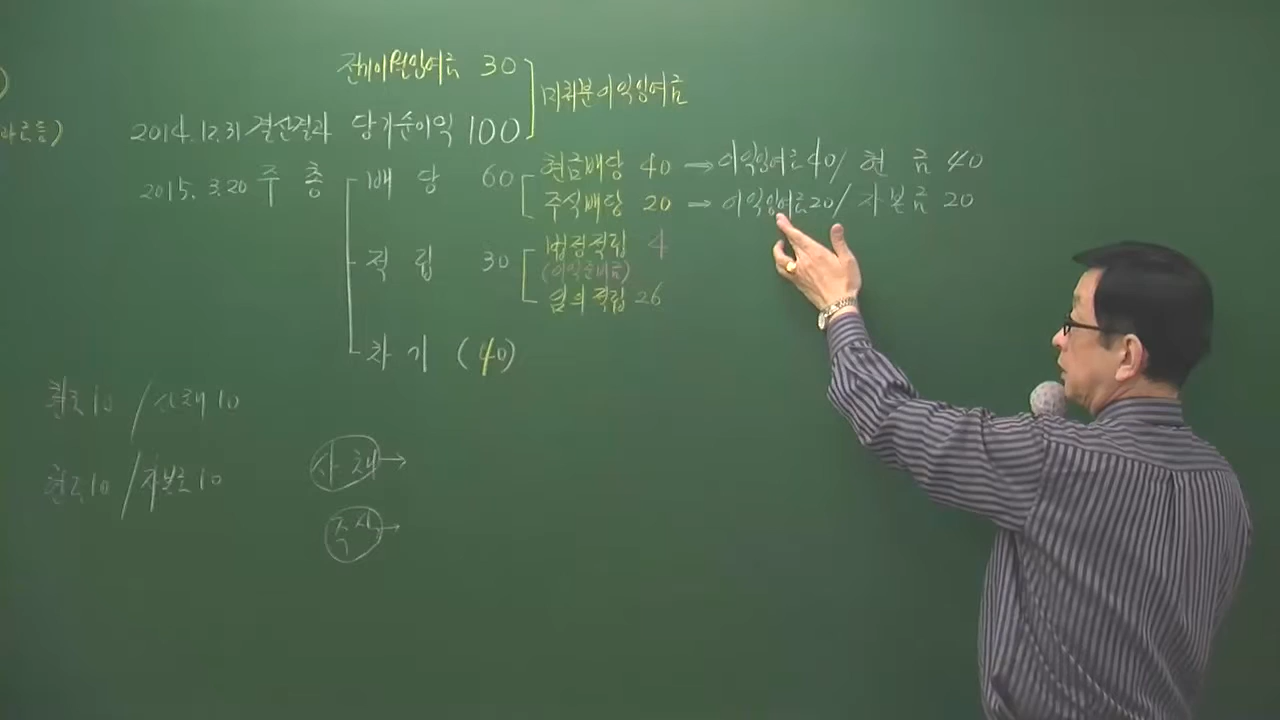 전기이월이익잉여금 30
미처분이익잉여금
2014.12.31 결산결과 당기순이익 100
2015. 3.20 주 총
배 당 60
현금배당 40 → 이익잉여금 40/ 현 금 40
주식배당 20 → 이익잉여금 20/ 자본금 20
적 립 30
법정적립 4
(이익준비금)
임의적립 26
차 기 (40)
현금 10 / 사채 10
현금 10 / 자본금 10
사 채 →
주식 →